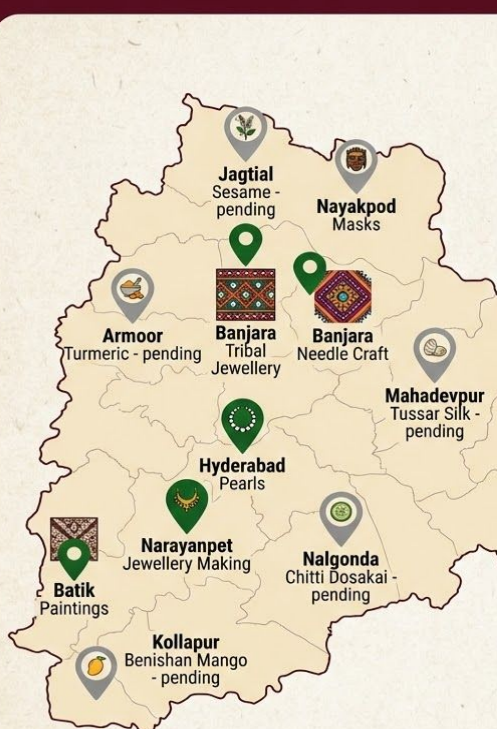 Jagtial
Sesame -
pending
Nayakpod
Masks
Armoor
Turmeric - pending
Banjara
Tribal
Jewellery
Banjara
Needle Craft
Mahadevpur
Tussar Silk -
pending
Hyderabad
Pearls
Narayanpet
Jewellery Making
Nalgonda
Chitti Dosakai -
pending
Batik
Paintings
Kollapur
Benishan Mango
- pending